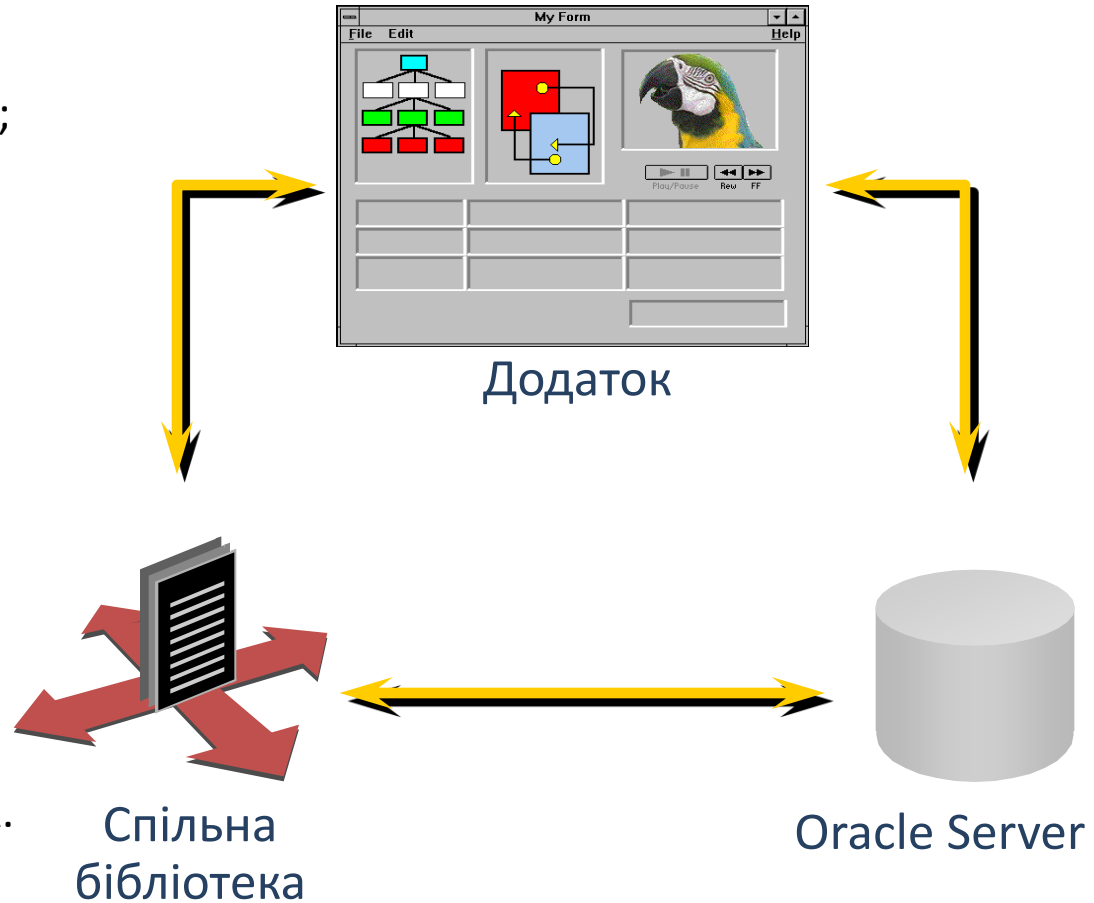 My Form
File Edit Help
;
Play/Pause Rew FF
Додаток
.
Спільна
бібліотека
Oracle Server